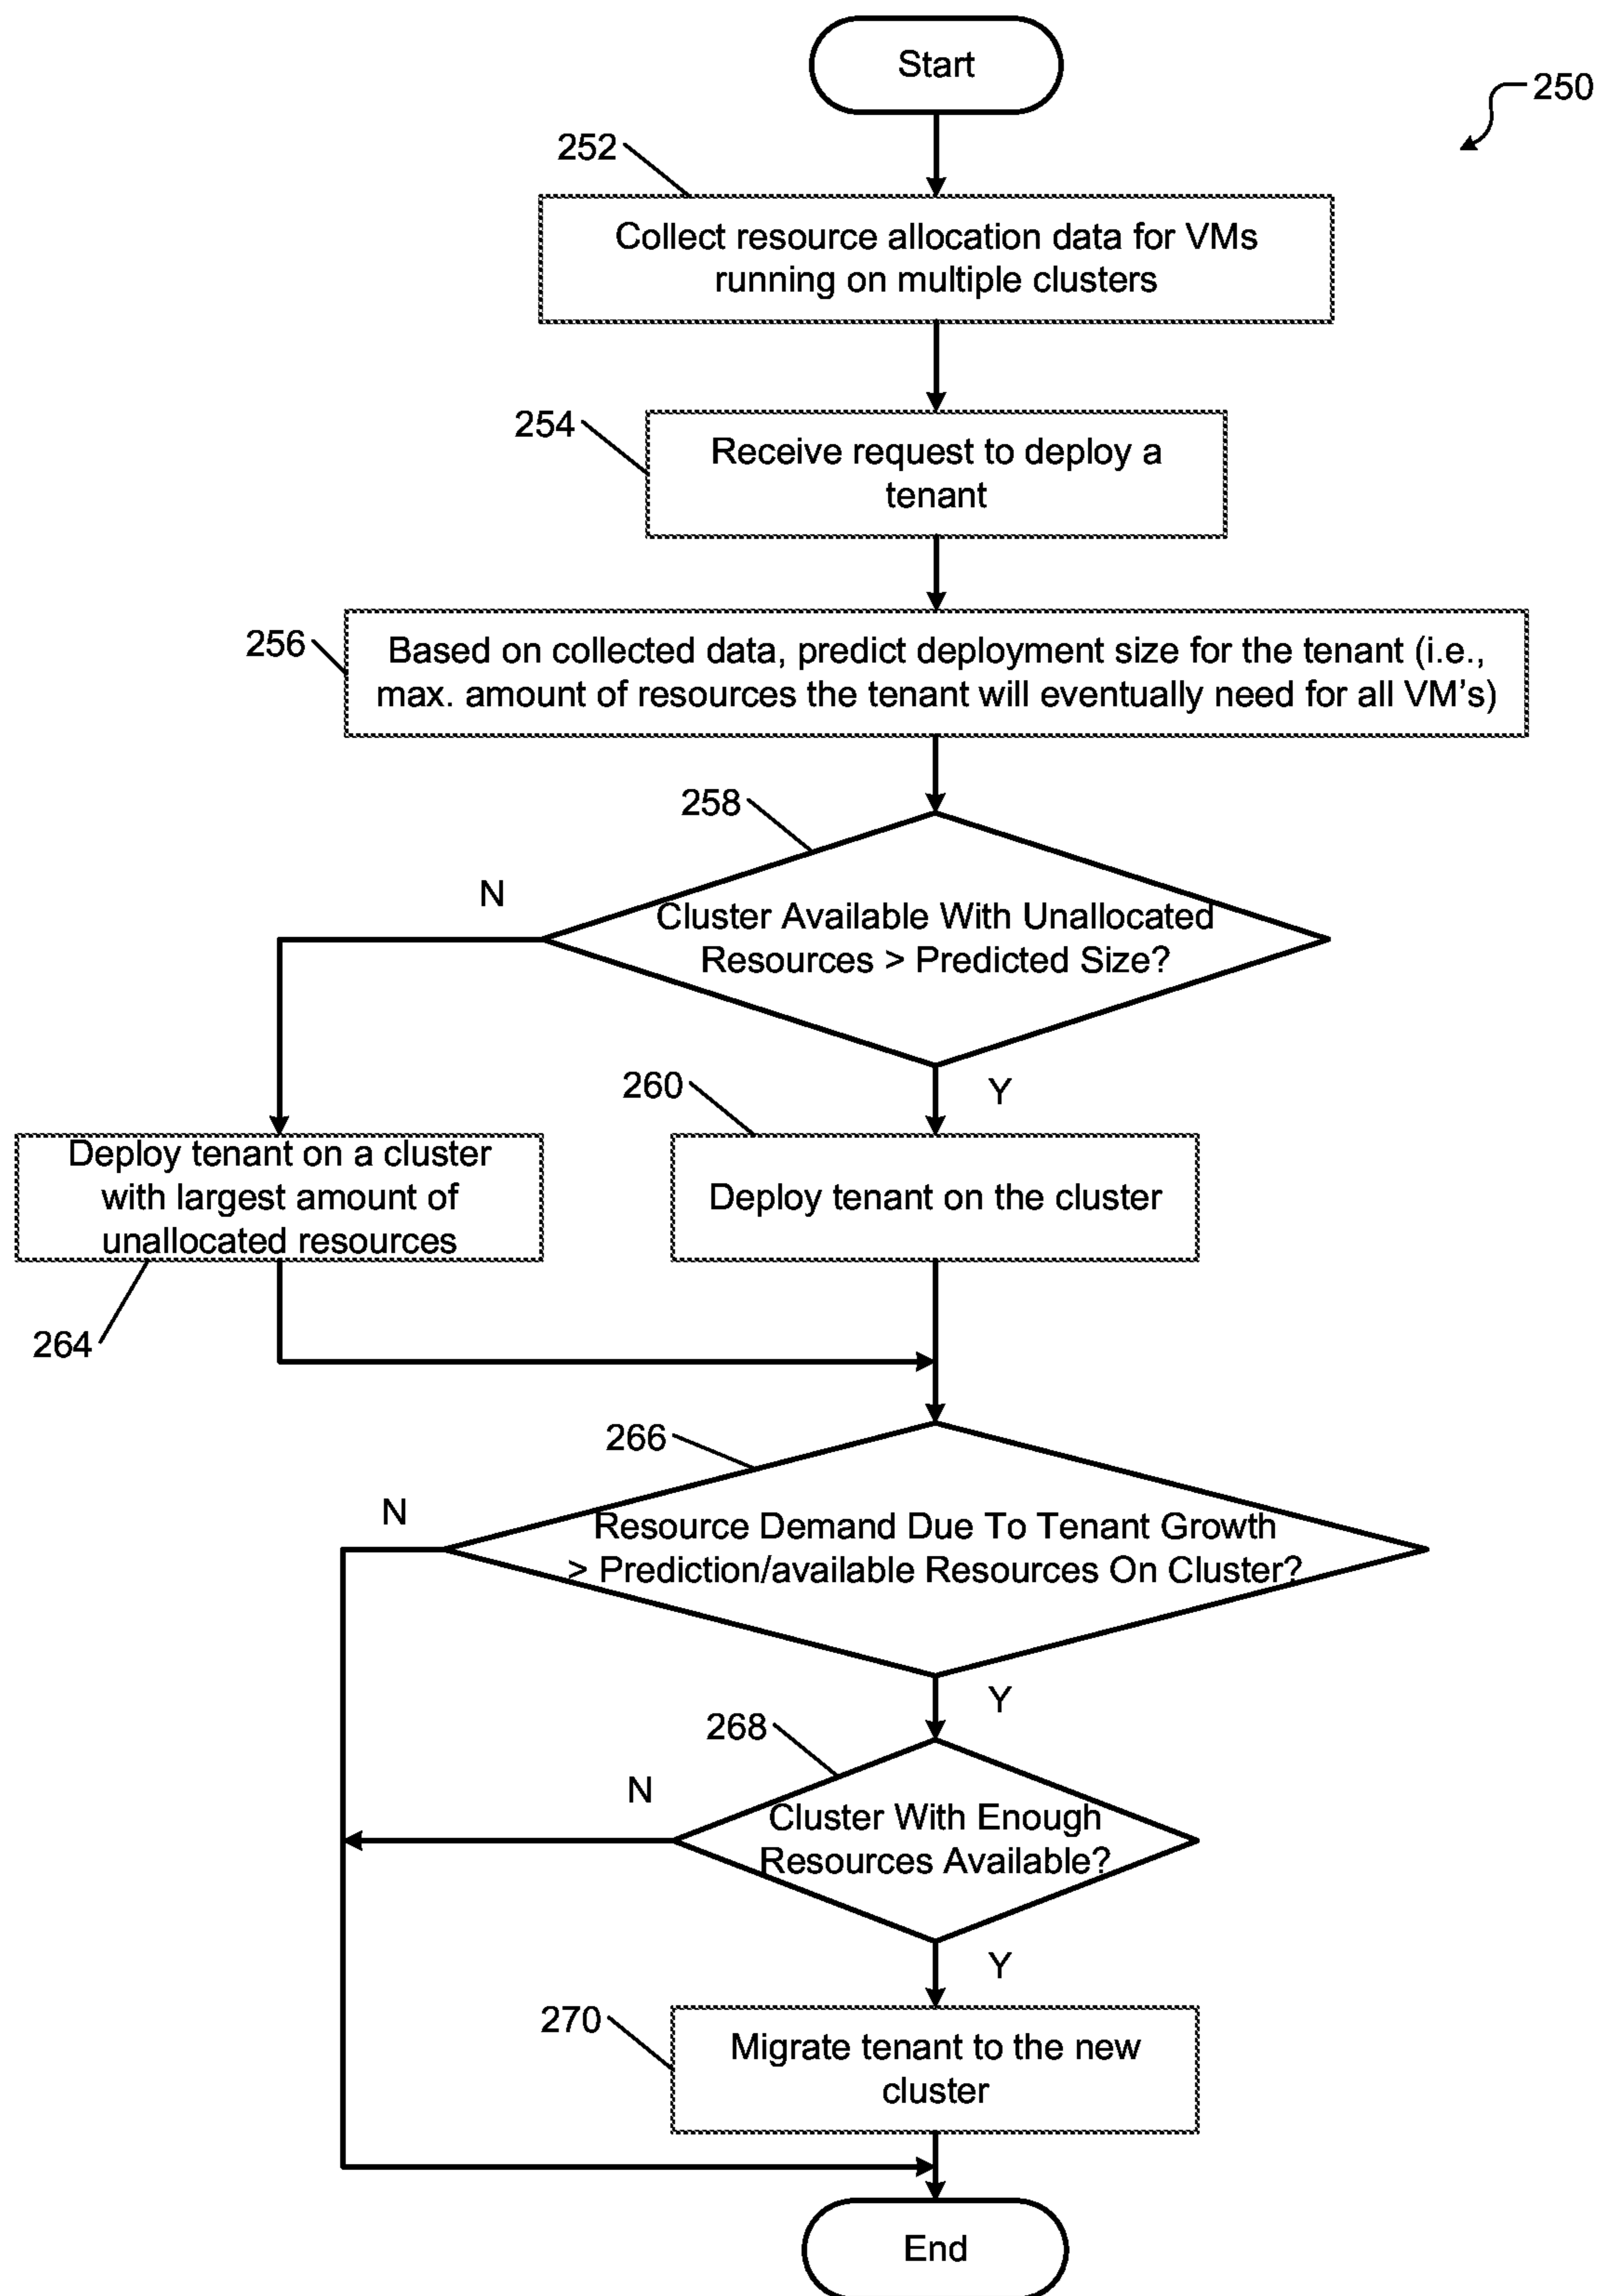 Start
250
252
Collect resource allocation data for VMs
running on multiple clusters
254
Receive request to deploy a
tenant
256
Based on collected data, predict deployment size for the tenant (i.e.,
max. amount of resources the tenant will eventually need for all VM's)
258
N
Cluster Available With Unallocated
Resources > Predicted Size?
260
Y
Deploy tenant on a cluster
with largest amount of
unallocated resources
Deploy tenant on the cluster
264
266
N
Resource Demand Due To Tenant Growth
> Prediction/available Resources On Cluster?
Y
268
N
Cluster With Enough
Resources Available?
Y
270
Migrate tenant to the new
cluster
End